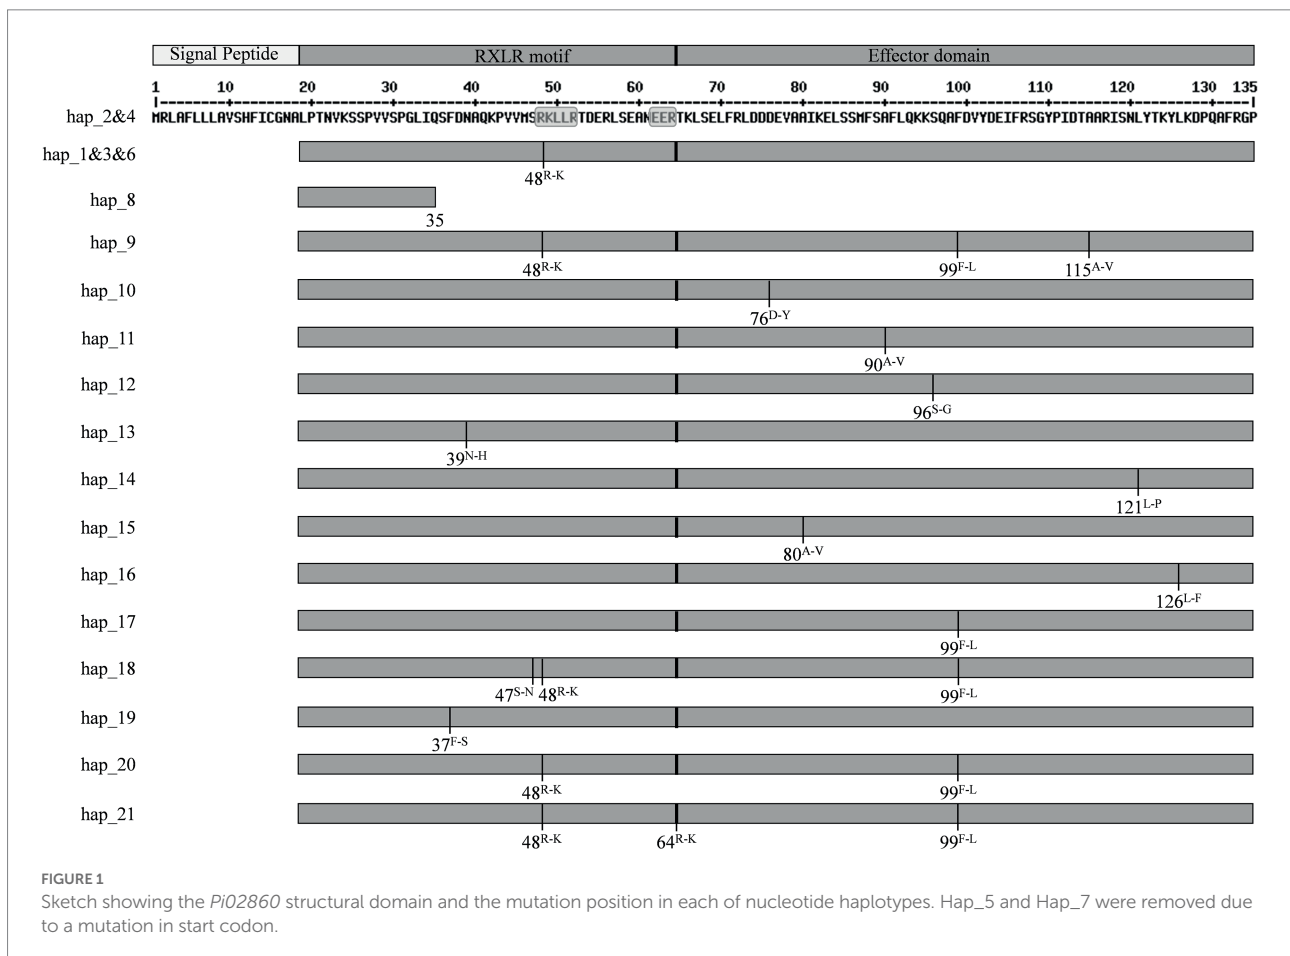 Signal Peptide RXLR motif Effector domain
1 10 20 30 40 50 60 70 80 90 100 110 120 130 135
hap_2&4 MRLAFLLLAVSHFICGNALPTNVKSSPVVSPGLIQSFDNAQKPVVMSRKLLRTDERLSEANEERTKLSELFRLDDDEVAAIKELSSMFSAFLQKKSQAFDVYDEIFRSGYPIDTAARISNLYTKYLKDPQAFRGP
hap_1&3&6
48R-K
hap_8
35
hap_9
48R-K 99F-L 115A-V
hap_10
76D-Y
hap_11
90A-V
hap_12
96S-G
hap_13
39N-H
hap_14
121L-P
hap_15
80A-V
hap_16
126L-F
hap_17
99F-L
hap_18
47S-N 48R-K 99F-L
hap_19
37F-S
hap_20
48R-K 99F-L
hap_21
48R-K 64R-K 99F-L
FIGURE 1
Sketch showing the Pi02860 structural domain and the mutation position in each of nucleotide haplotypes. Hap_5 and Hap_7 were removed due
to a mutation in start codon.